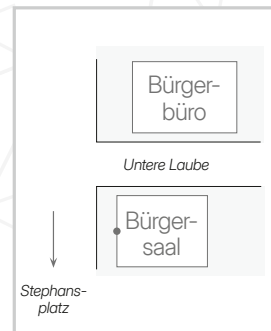 Bürger-
büro
Untere Laube
Bürger-
saal
Stephans-
platz